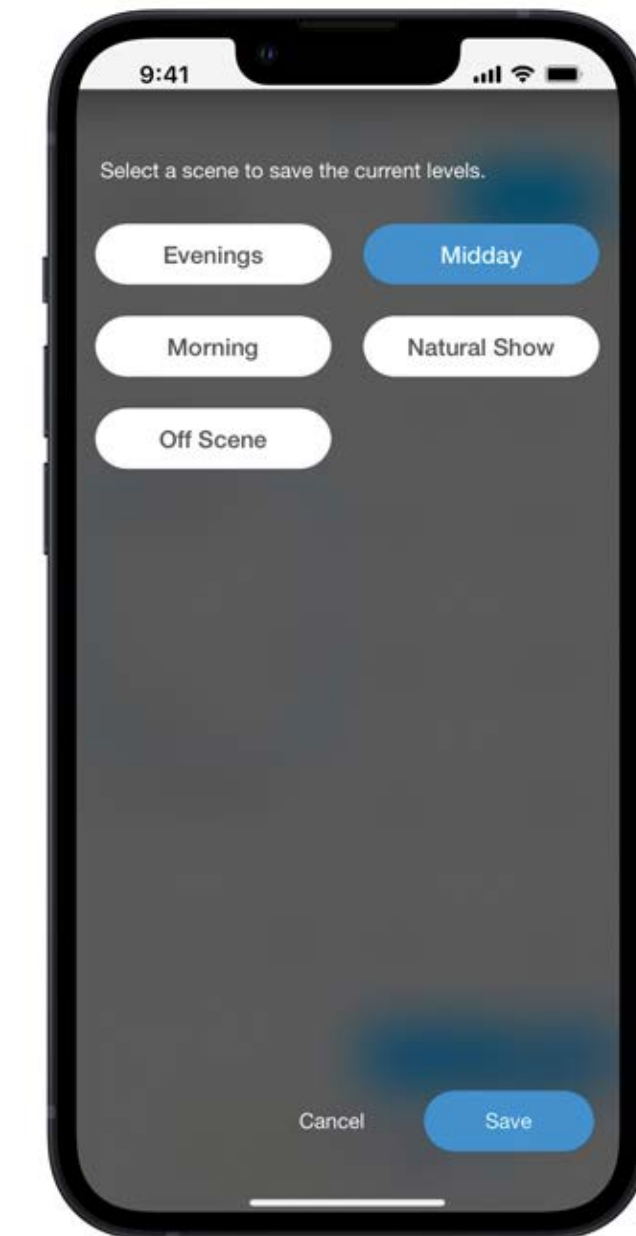 9:41
Select a scene to save the current levels.
Evenings
Midday
Morning
Natural Show
Off Scene
Cancel
Save